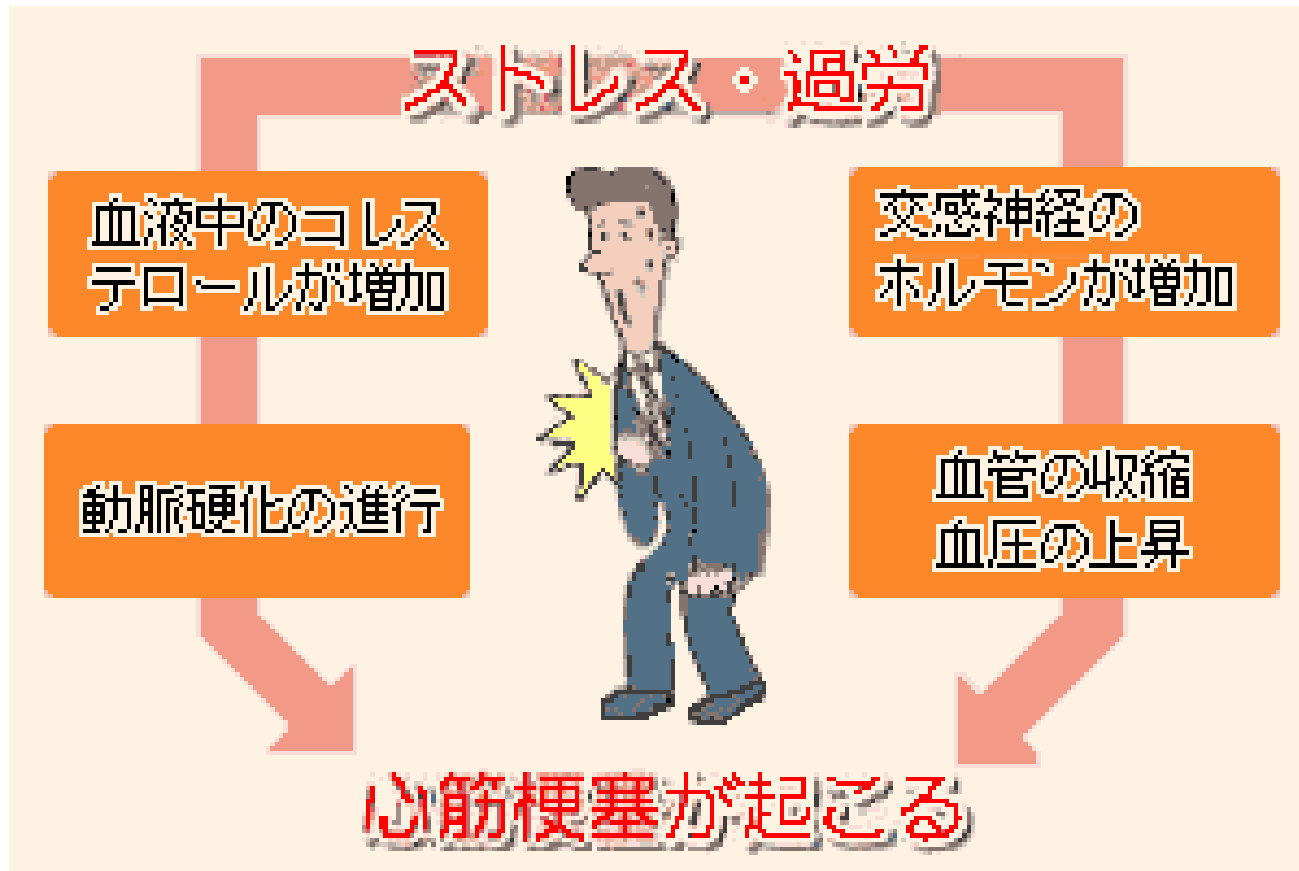 ストレス・過労
血液中のコレス
テロールが増加
交感神経の
ホルモンが増加
動脈硬化の進行
血管の収縮
血圧の上昇
心筋梗塞が起こる